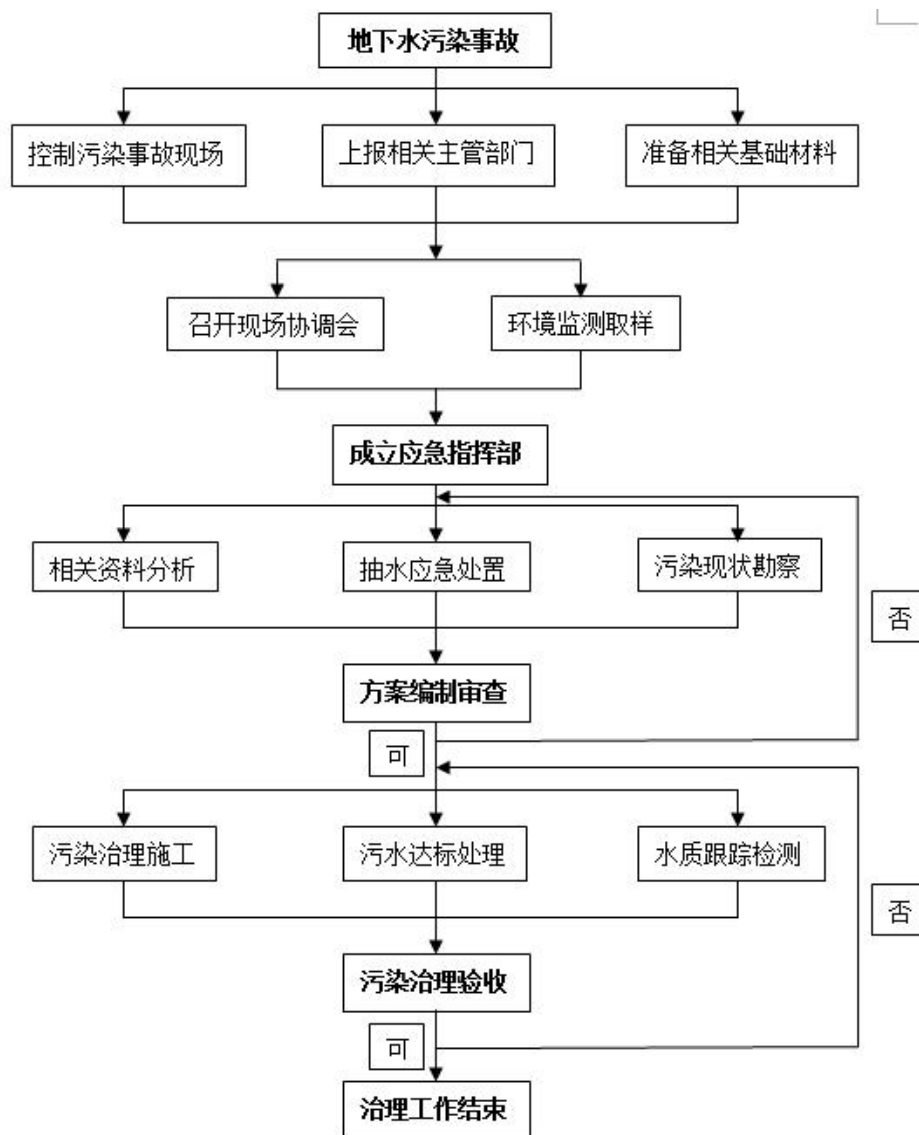 地下水污染事故
控制污染事故现场
上报相关主管部门
准备相关基础材料
召开现场协调会
环境监测取样
成立应急指挥部
相关资料分析
抽水应急处置
污染现状勘察
否
方案编制审查
可
污染治理施工
污水达标处理
水质跟踪检测
否
污染治理验收
可
治理工作结束